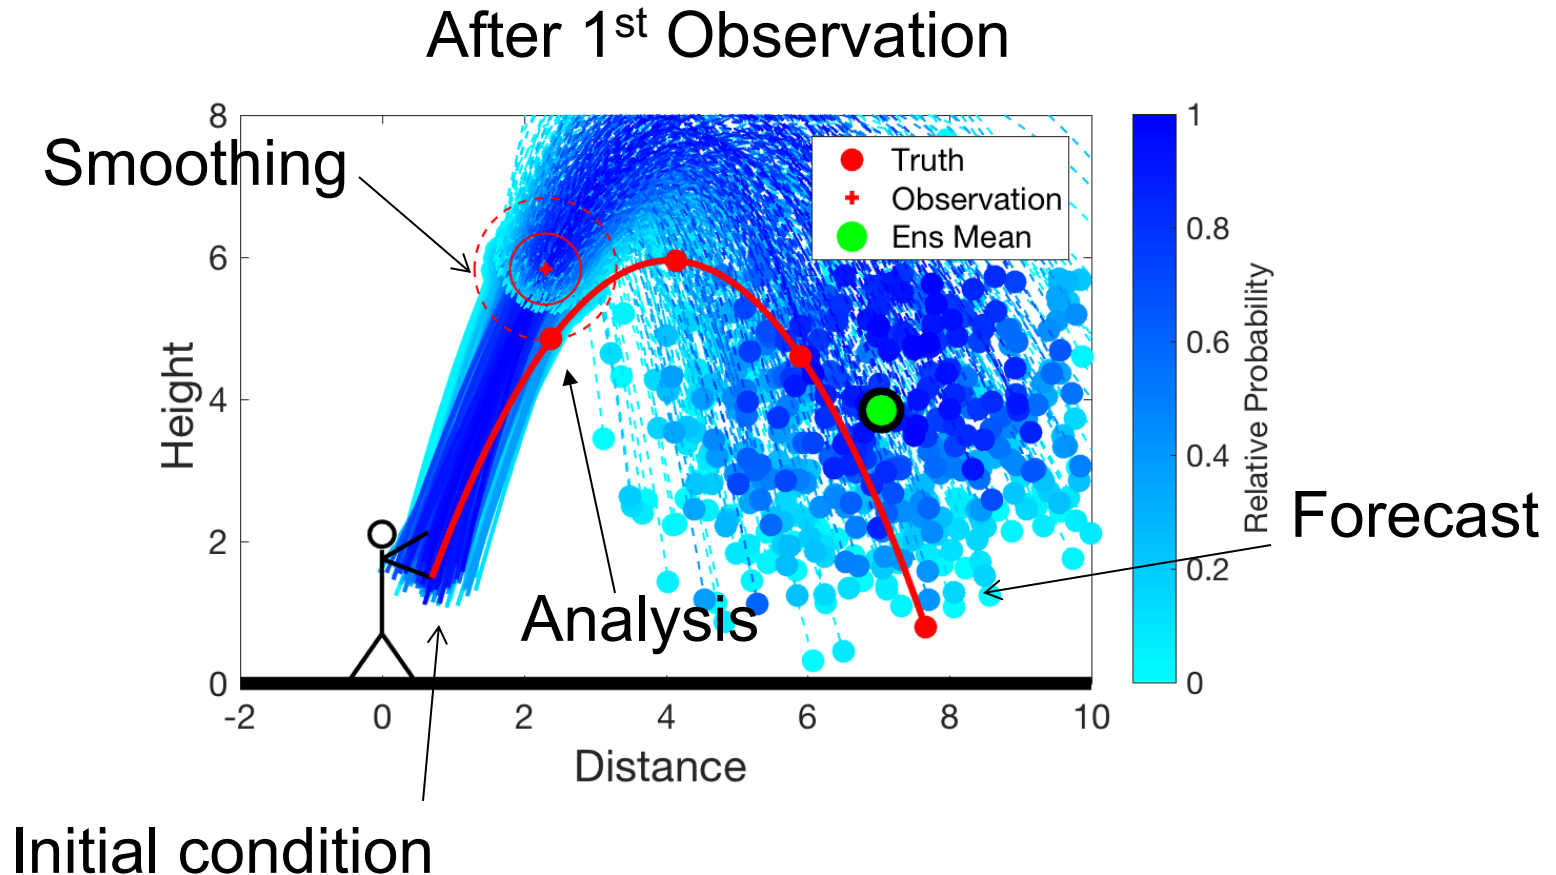 After 1st Observation
Smoothing
8
6
4
2
0
Height
-2 0 2 4 6 8 10
Distance
Truth
Observation
Ens Mean
1
0.8
0.6
0.4
0.2
0
Relative Probability
Forecast
Analysis
Initial condition